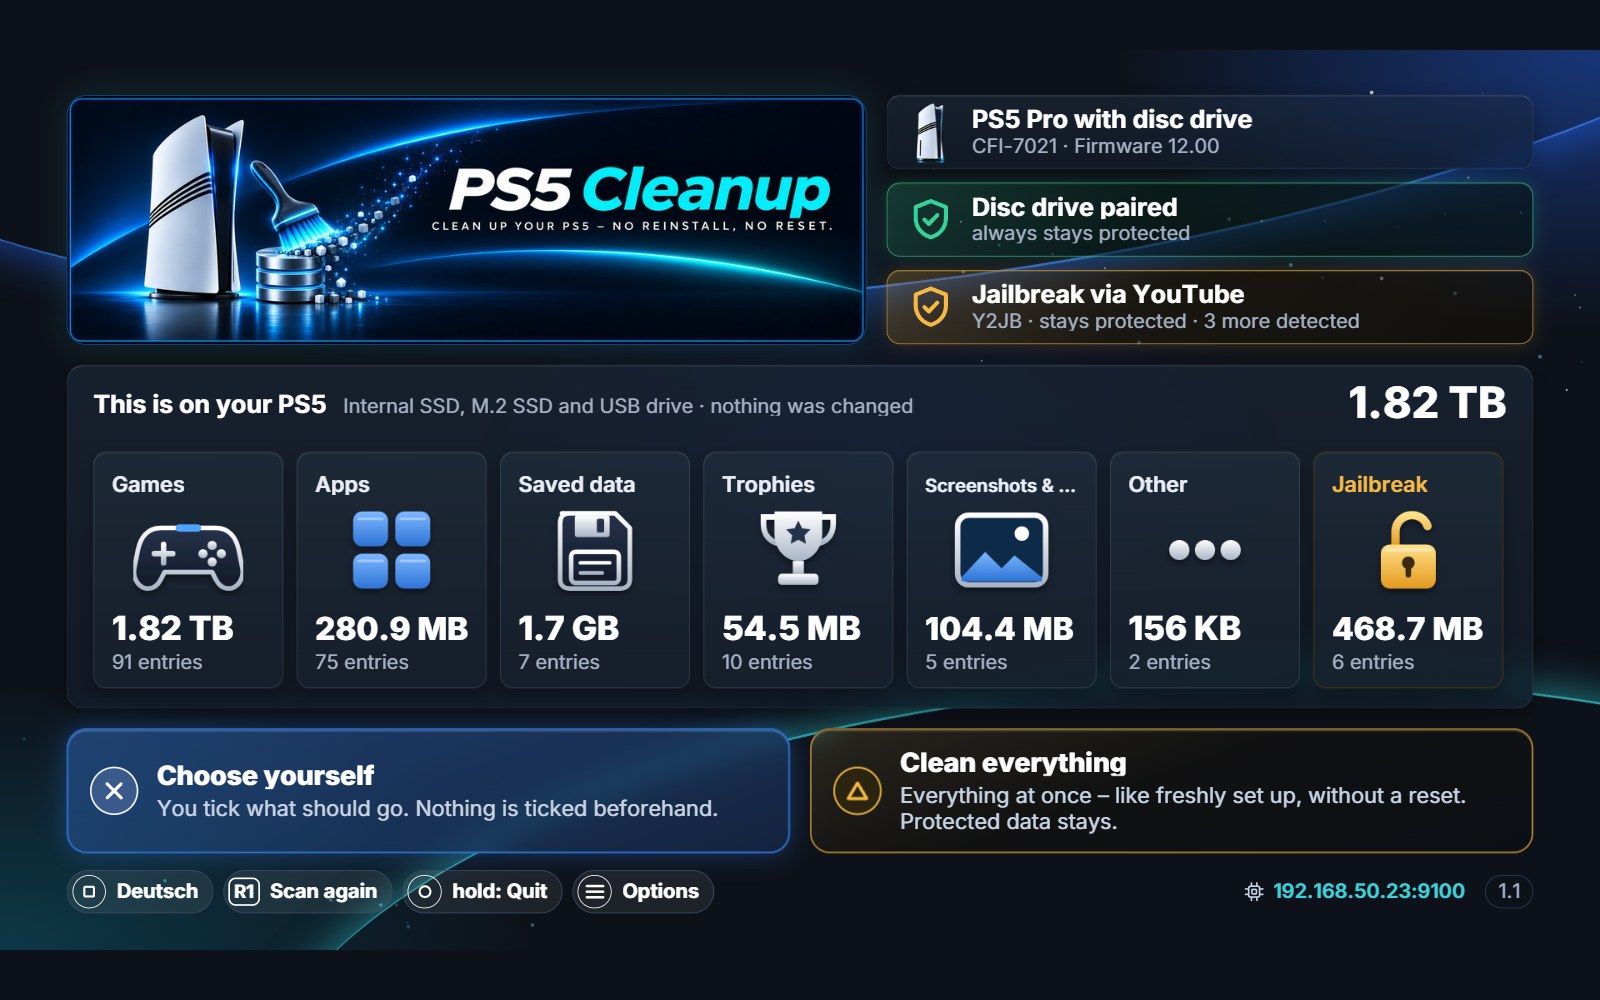 PS5 Cleanup
CLEAN UP YOUR PS5 – NO REINSTALL, NO RESET.
PS5 Pro with disc drive
CFI-7021 · Firmware 12.00
Disc drive paired
always stays protected
Jailbreak via YouTube
Y2JB · stays protected · 3 more detected
This is on your PS5 Internal SSD, M.2 SSD and USB drive · nothing was changed 1.82 TB
Games
1.82 TB
91 entries
Apps
280.9 MB
75 entries
Saved data
1.7 GB
7 entries
Trophies
54.5 MB
10 entries
Screenshots & ...
104.4 MB
5 entries
Other
156 KB
2 entries
Jailbreak
468.7 MB
6 entries
Choose yourself
You tick what should go. Nothing is ticked beforehand.
Clean everything
Everything at once – like freshly set up, without a reset.
Protected data stays.
Deutsch R1 Scan again hold: Quit Options 192.168.50.23:9100 1.1